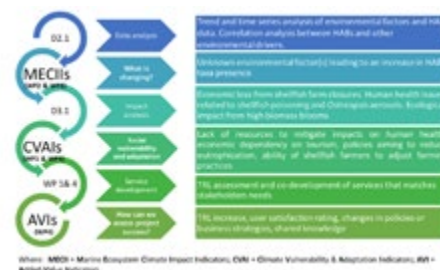 D2.1
Data analysis
Trend and time series analysis of environmental factors and HAB
data. Correlation analysis between HABs and other
environmental drivers.
MECIIs
What is
changing?
Unknown environmental factor(s) leading to an increase in HAB
taxa presence
D3.1
Impact
analysis
Economic loss from shellfish farm closures. Human health issues
related to shellfish poisoning and Ostreopsis aerosols. Ecological
impact from high biomass blooms
CVAIs
Social
vulnerability
and adaptation
Lack of resources to mitigate impacts on human health,
economic dependency on tourism, policies aiming to reduce
eutrophication, ability of shellfish farmers to adjust farming
practices
WP 1&4
Service
development
TRL assessment and co-development of services that matches
stakeholders needs
AVIs
How can we
assess project
success?
TRL increase, user satisfaction rating, changes in policies or
business strategies, shared knowledge
Where: MECII = Marine Ecosystem Climate Impact Indicators; CVAI = Climate Vulnerability & Adaptation Indicators; AVI =
Added Value Indicators